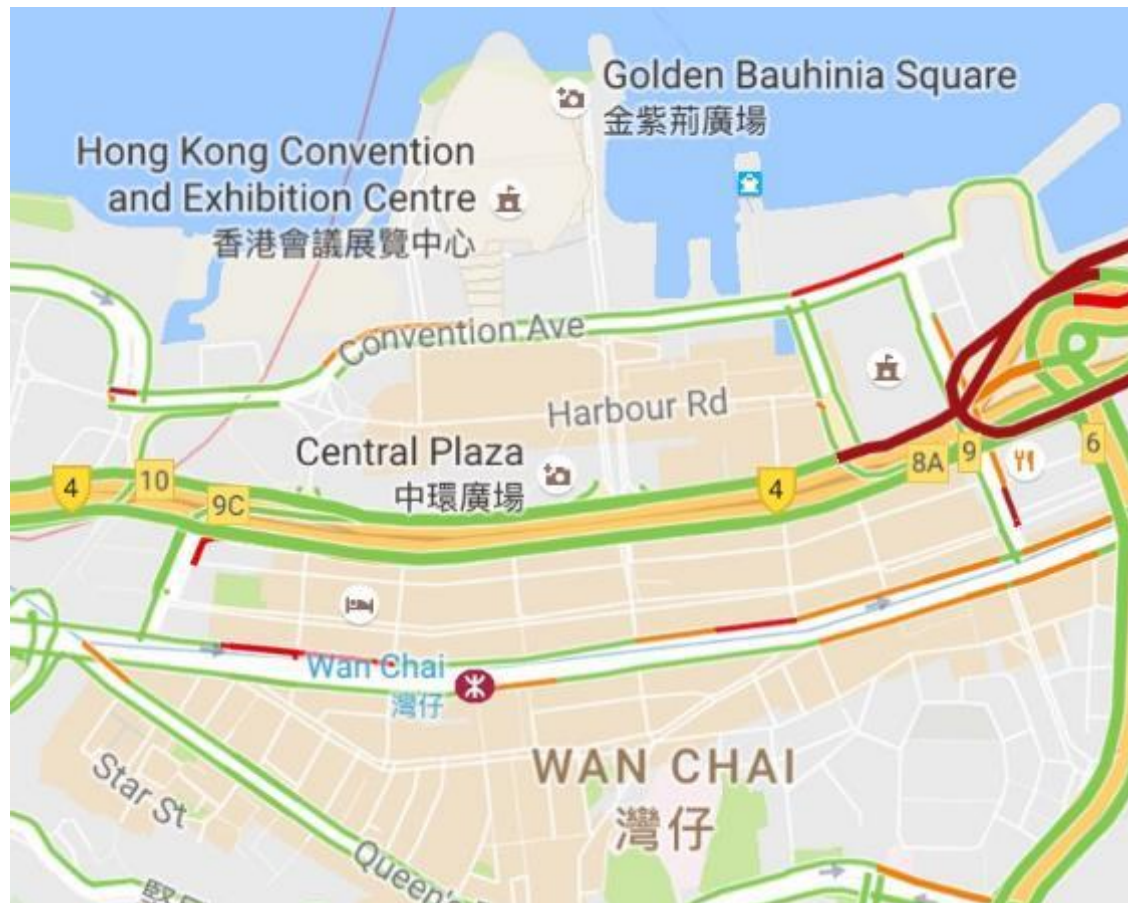 Golden Bauhinia Square
金紫荊廣場
Hong Kong Convention
and Exhibition Centre
香港會議展覽中心
Convention Ave
Harbour Rd
Central Plaza
中環廣場
4
10
9C
4
8A
9
6
Wan Chai
灣仔
WAN CHAI
灣仔
Star St
Queen's